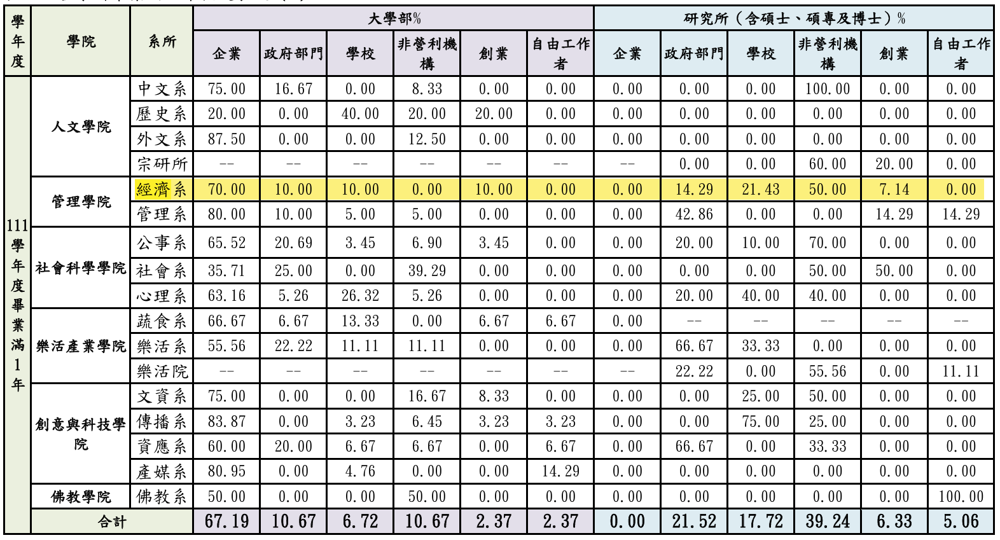 學年度 學院 系所 大學部% 研究所（含碩士、碩專及博士）%
企業 政府部門 學校 非營利機構 創業 自由工作者 企業 政府部門 學校 非營利機構 創業 自由工作者
111學年度畢業滿1年
人文學院
中文系 75.00 16.67 0.00 8.33 0.00 0.00 0.00 0.00 0.00 100.00 0.00 0.00
歷史系 20.00 0.00 40.00 20.00 20.00 0.00 0.00 0.00 0.00 0.00 0.00 0.00
外文系 87.50 0.00 0.00 12.50 0.00 0.00 0.00 0.00 0.00 0.00 0.00 0.00
宗研所 -- -- -- -- -- -- -- 0.00 0.00 60.00 20.00 0.00
管理學院
經濟系 70.00 10.00 10.00 0.00 10.00 0.00 0.00 14.29 21.43 50.00 7.14 0.00
管理系 80.00 10.00 5.00 5.00 0.00 0.00 0.00 42.86 0.00 0.00 14.29 14.29
社會科學學院
公事系 65.52 20.69 3.45 6.90 3.45 0.00 0.00 20.00 10.00 70.00 0.00 0.00
社會系 35.71 25.00 0.00 39.29 0.00 0.00 0.00 0.00 0.00 50.00 50.00 0.00
心理系 63.16 5.26 26.32 5.26 0.00 0.00 0.00 20.00 40.00 40.00 0.00 0.00
樂活產業學院
蔬食系 66.67 6.67 13.33 0.00 6.67 6.67 0.00 -- -- -- -- --
樂活系 55.56 22.22 11.11 11.11 0.00 0.00 0.00 66.67 33.33 0.00 0.00 0.00
樂活院 -- -- -- -- -- -- -- 22.22 0.00 55.56 0.00 11.11
創意與科技學院
文資系 75.00 0.00 0.00 16.67 8.33 0.00 0.00 0.00 25.00 50.00 0.00 0.00
傳播系 83.87 0.00 3.23 6.45 3.23 3.23 0.00 0.00 75.00 25.00 0.00 0.00
資應系 60.00 20.00 6.67 6.67 0.00 6.67 0.00 66.67 0.00 33.33 0.00 0.00
產媒系 80.95 0.00 4.76 0.00 0.00 14.29 0.00 0.00 0.00 0.00 0.00 0.00
佛教學院
佛教系 50.00 0.00 0.00 50.00 0.00 0.00 0.00 0.00 0.00 0.00 0.00 100.00
合計 67.19 10.67 6.72 10.67 2.37 2.37 0.00 21.52 17.72 39.24 6.33 5.06